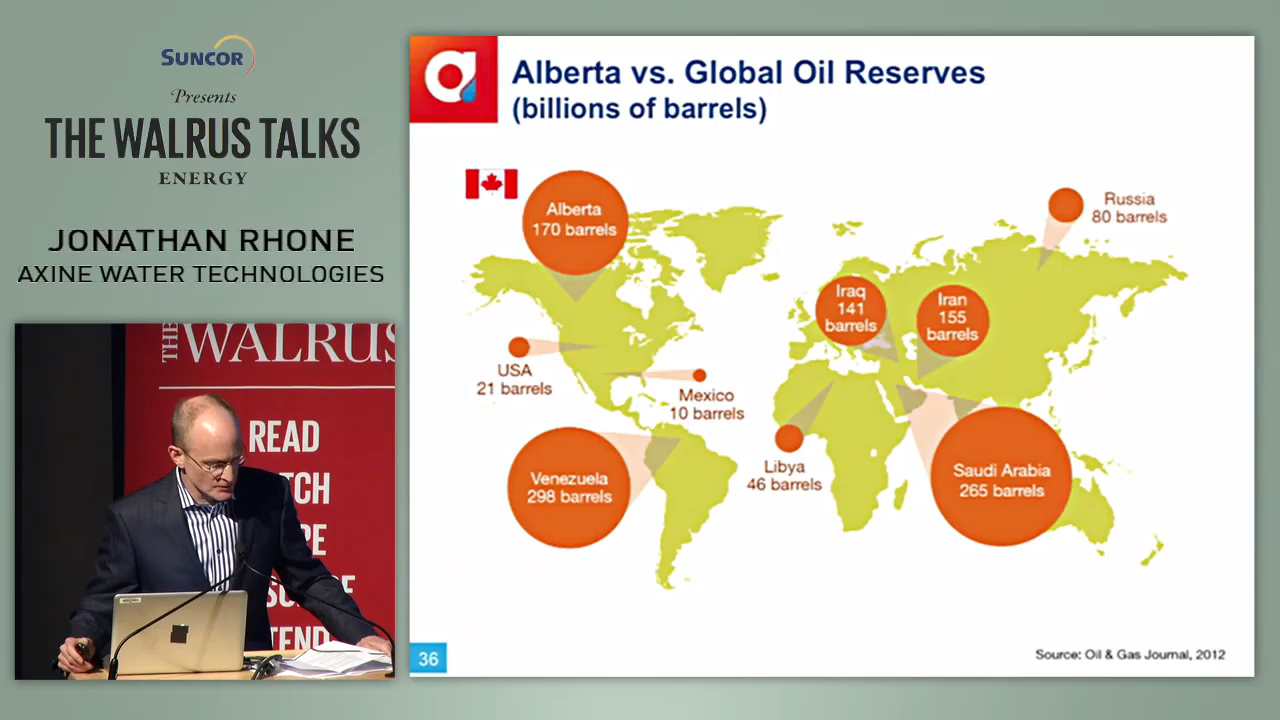 SUNCOR
Presents
THE WALRUS TALKS
ENERGY
JONATHAN RHONE
AXINE WATER TECHNOLOGIES
THE WALRUS
READ
TCH
SC
TEND
Alberta vs. Global Oil Reserves
(billions of barrels)
Alberta
170 barrels
Russia
80 barrels
Iraq
141
barrels
Iran
155
barrels
USA
21 barrels
Mexico
10 barrels
Libya
46 barrels
Venezuela
298 barrels
Saudi Arabia
265 barrels
36
Source: Oil & Gas Journal, 2012